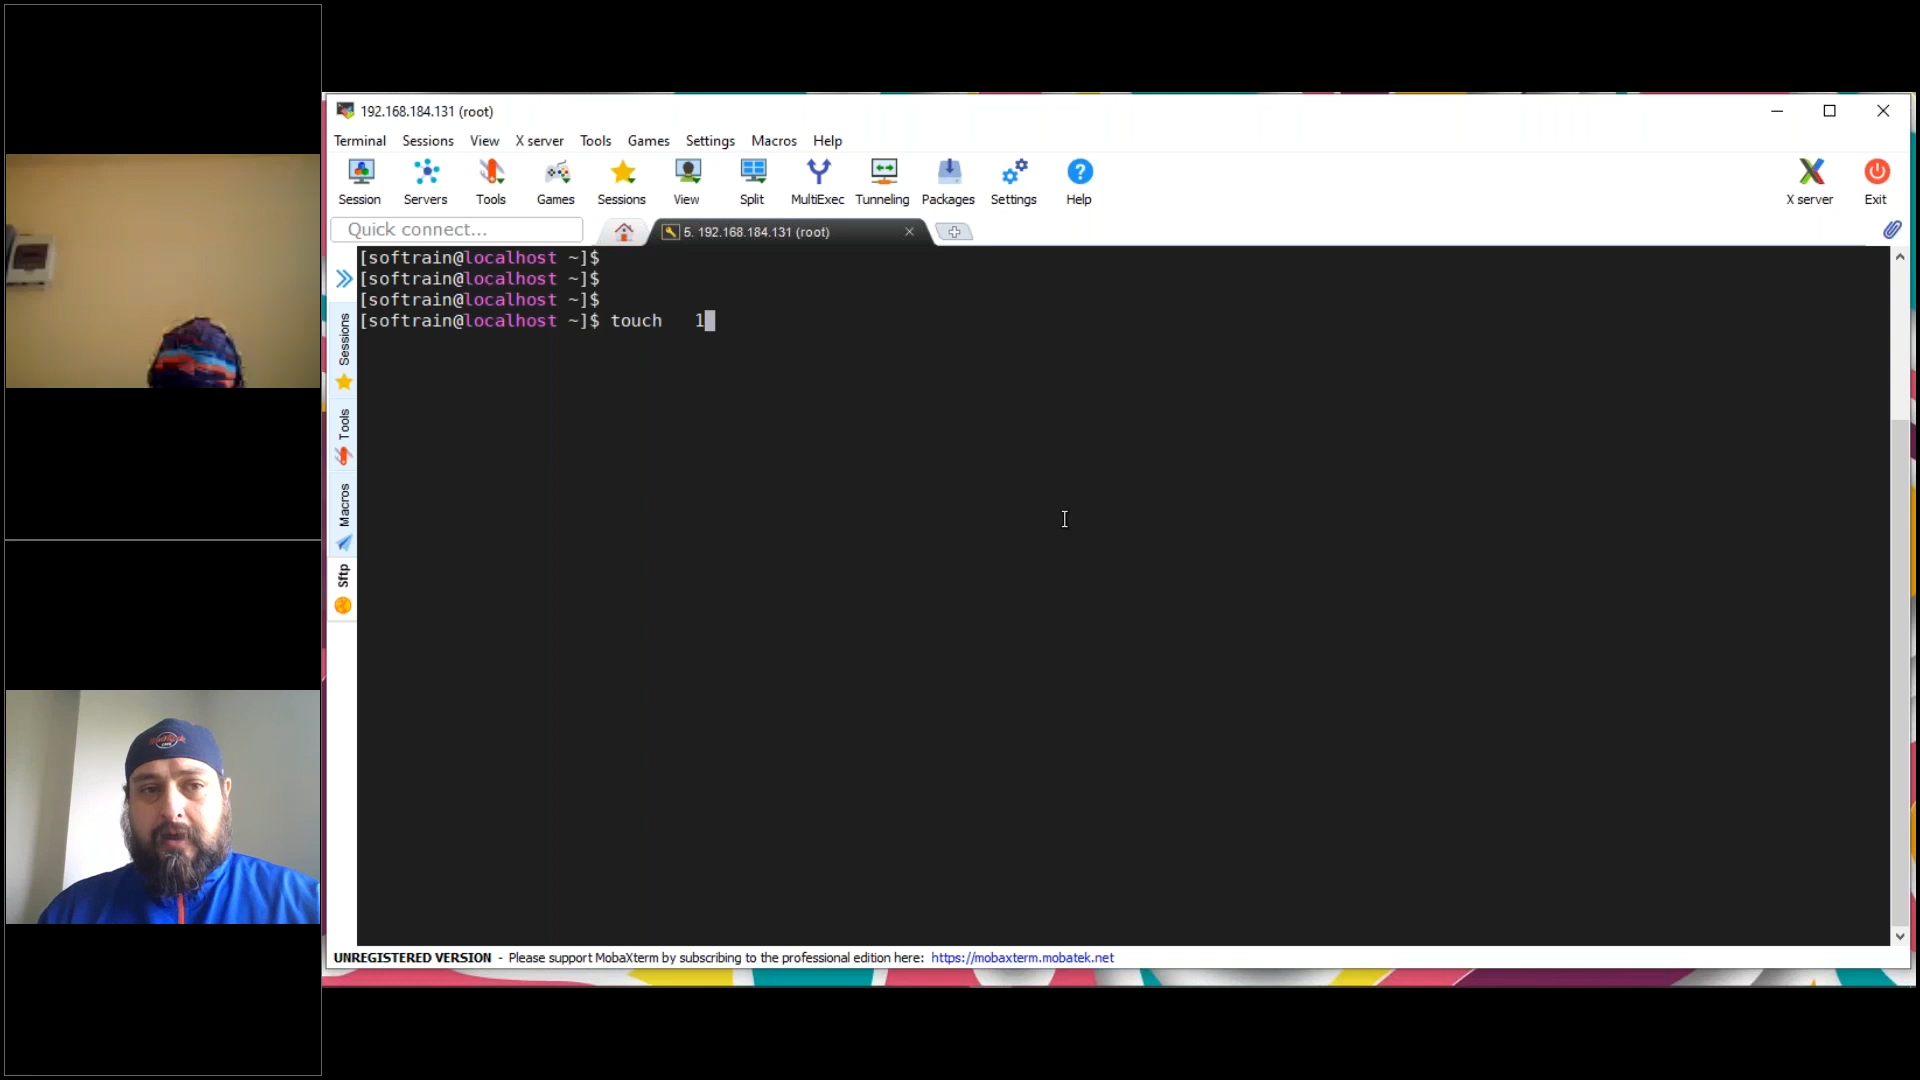 192.168.184.131 (root)
Terminal Sessions View X server Tools Games Settings Macros Help
Session Servers Tools Games Sessions View Split MultiExec Tunneling Packages Settings Help X server Exit
Quick connect... 5. 192.168.184.131 (root)
[softrain@localhost ~]$
[softrain@localhost ~]$
[softrain@localhost ~]$
[softrain@localhost ~]$ touch   1
Sessions
Tools
Macros
Sftp
UNREGISTERED VERSION - Please support MobaXterm by subscribing to the professional edition here: https://mobaxterm.mobatek.net